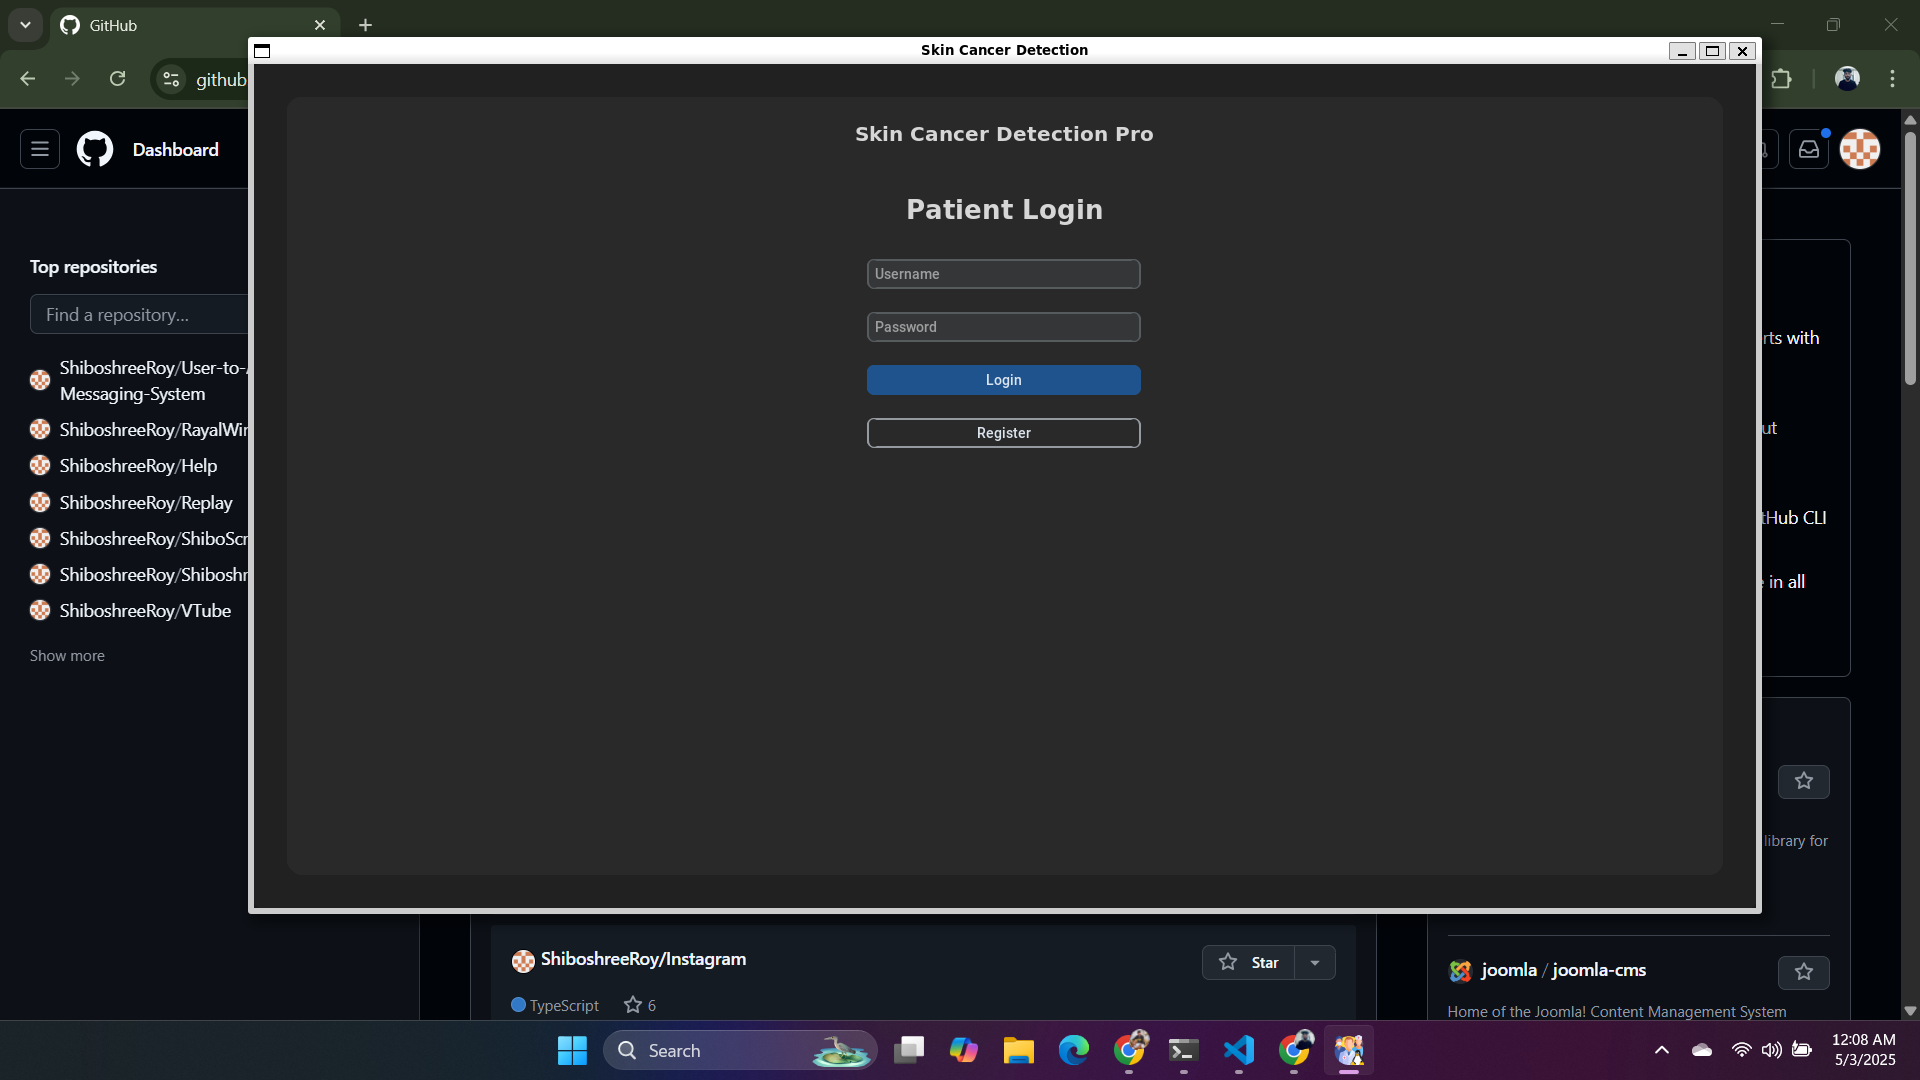 GitHub
github
Skin Cancer Detection
Skin Cancer Detection Pro
Patient Login
Username
Password
Login
Register
Dashboard
Top repositories
Find a repository...
ShiboshreeRoy/User-to-
Messaging-System
ShiboshreeRoy/RayalWin
ShiboshreeRoy/Help
ShiboshreeRoy/Replay
ShiboshreeRoy/ShiboScr
ShiboshreeRoy/Shiboshr
ShiboshreeRoy/VTube
Show more
rts with
ut
tHub CLI
in all
library for
ShiboshreeRoy/Instagram
Star
TypeScript 6
joomla / joomla-cms
Home of the Joomla! Content Management System
Search
12:08 AM
5/3/2025